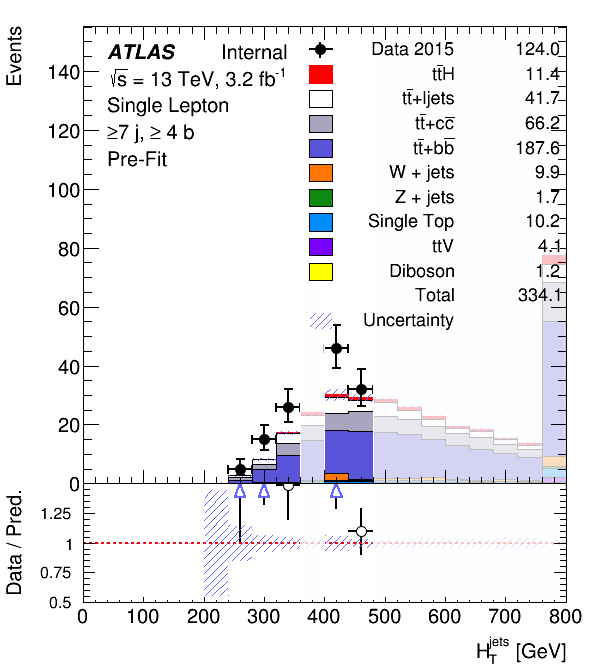 Events
ATLAS Internal
√s = 13 TeV, 3.2 fb⁻¹
Single Lepton
≥7 j, ≥ 4 b
Pre-Fit
Data 2015 124.0
tt̄H 11.4
tt̄+ljets 41.7
tt̄+cc̄ 66.2
tt̄+bb̄ 187.6
W + jets 9.9
Z + jets 1.7
Single Top 10.2
ttV 4.1
Diboson 1.2
Total 334.1
Uncertainty
140
120
100
80
60
40
20
0
Data / Pred.
1.25
1
0.75
0.5
0 100 200 300 400 500 600 700 800
H_T^jets [GeV]